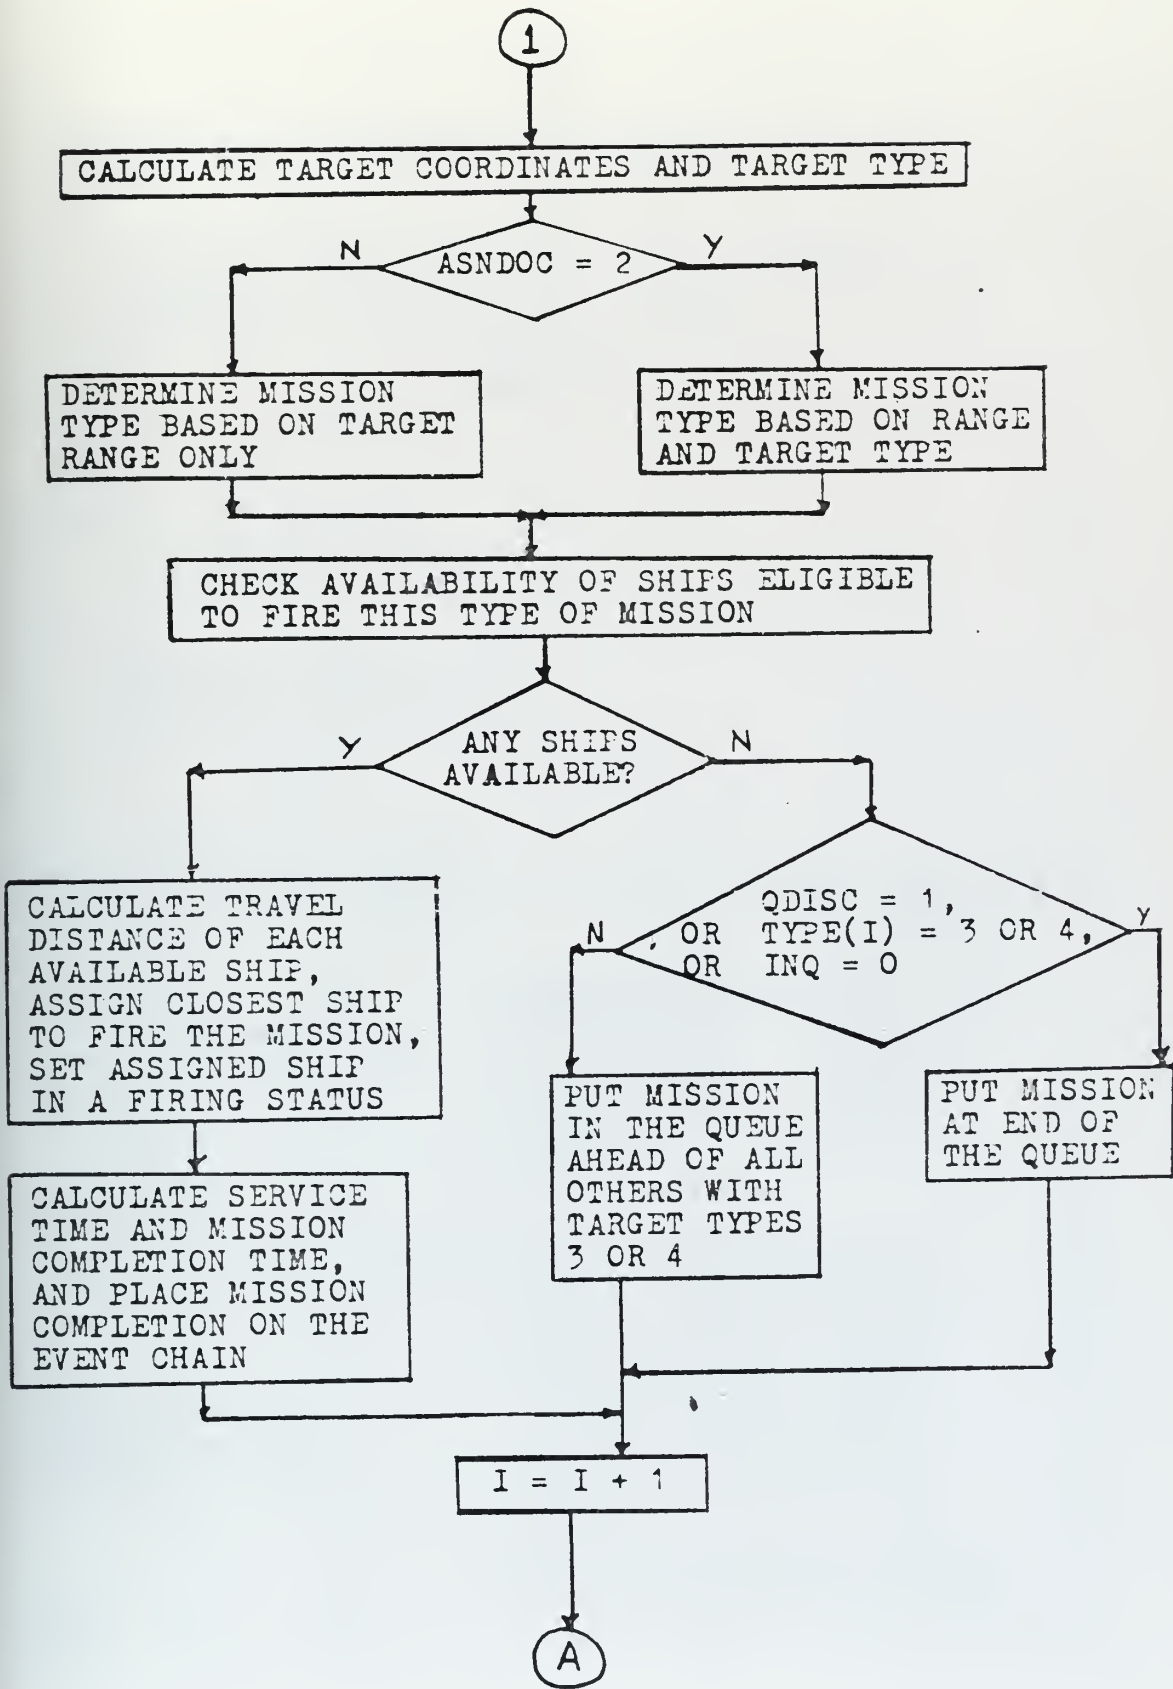 1
CALCULATE TARGET COORDINATES AND TARGET TYPE
N
ASNDOC = 2
Y
DETERMINE MISSION
TYPE BASED ON TARGET
RANGE ONLY
DETERMINE MISSION
TYPE BASED ON RANGE
AND TARGET TYPE
CHECK AVAILABILITY OF SHIPS ELIGIBLE
TO FIRE THIS TYPE OF MISSION
Y
ANY SHIPS
AVAILABLE?
N
CALCULATE TRAVEL
DISTANCE OF EACH
AVAILABLE SHIP,
ASSIGN CLOSEST SHIP
TO FIRE THE MISSION,
SET ASSIGNED SHIP
IN A FIRING STATUS
N
QDISC = 1,
OR TYPE(I) = 3 OR 4,
OR INQ = 0
Y
PUT MISSION
IN THE QUEUE
AHEAD OF ALL
OTHERS WITH
TARGET TYPES
3 OR 4
PUT MISSION
AT END OF
THE QUEUE
CALCULATE SERVICE
TIME AND MISSION
COMPLETION TIME,
AND PLACE MISSION
COMPLETION ON THE
EVENT CHAIN
I = I + 1
A